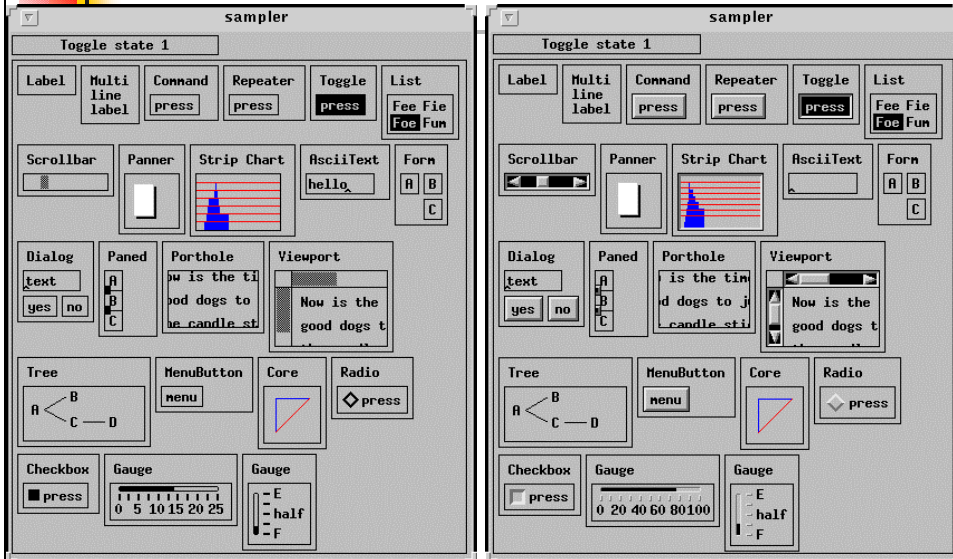 sampler
Toggle state 1
Label
Multi
line
label
Command
press
Repeater
press
Toggle
press
List
Fee Fie
Foe Fum
Scrollbar
Panner
Strip Chart
AsciiText
hello
Form
A B
C
Dialog
text
yes no
Paned
A
B
C
Porthole
ow is the ti
od dogs to
e candle st
Viewport
Now is the
good dogs t
Tree
A
B
C
D
MenuButton
menu
Core
Radio
press
Checkbox
press
Gauge
0 5 10 15 20 25
Gauge
E
half
F
sampler
Toggle state 1
Label
Multi
line
label
Command
press
Repeater
press
Toggle
press
List
Fee Fie
Foe Fum
Scrollbar
Panner
Strip Chart
AsciiText
Form
A B
C
Dialog
text
yes no
Paned
A
B
C
Porthole
is the tim
d dogs to j
candle sti
Viewport
Now is the
good dogs t
Tree
A
B
C
D
MenuButton
menu
Core
Radio
press
Checkbox
press
Gauge
0 20 40 60 80100
Gauge
E
half
F